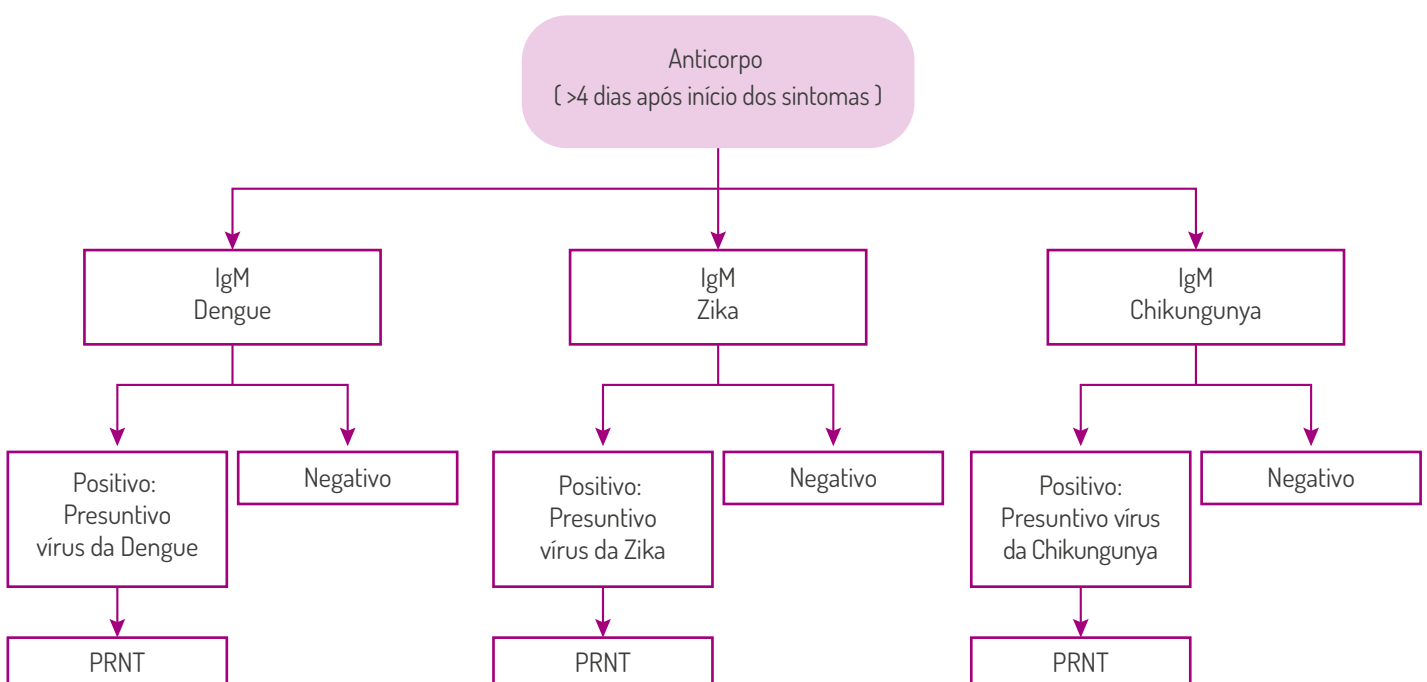 Anticorpo
( >4 dias após início dos sintomas )
IgM
Dengue
IgM
Zika
IgM
Chikungunya
Positivo:
Presuntivo
vírus da Dengue
Negativo
Positivo:
Presuntivo
vírus da Zika
Negativo
Positivo:
Presuntivo vírus
da Chikungunya
Negativo
PRNT
PRNT
PRNT